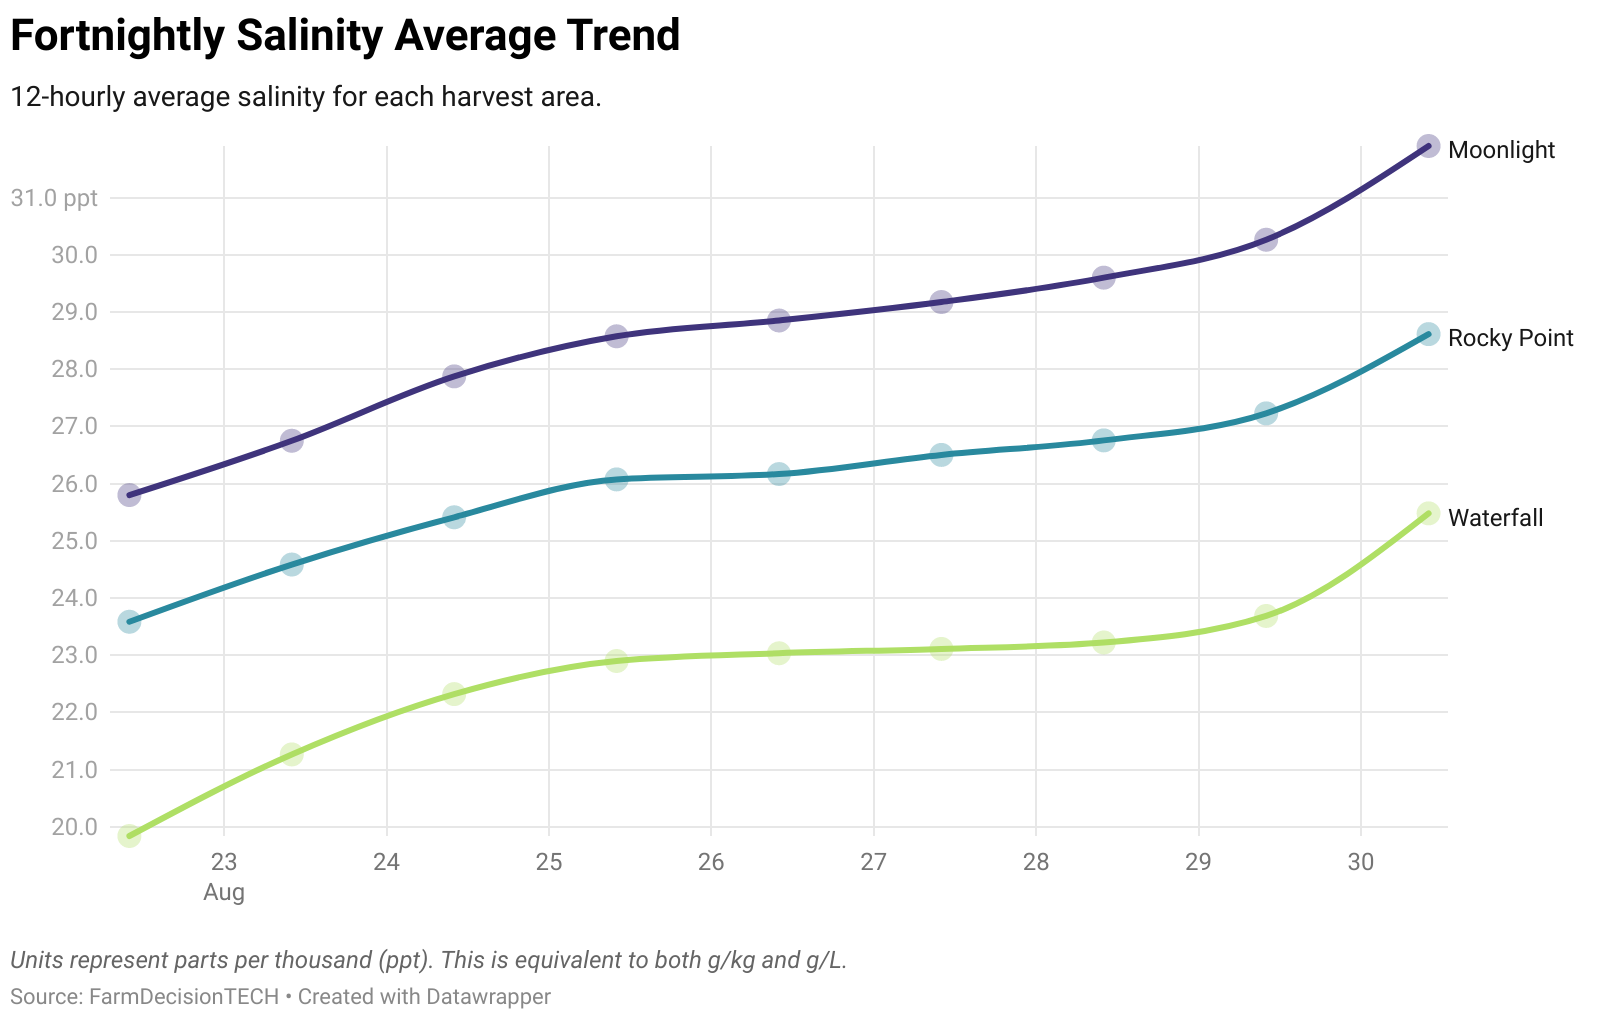 Fortnightly Salinity Average Trend
12-hourly average salinity for each harvest area.
Moonlight
31.0 ppt
30.0
29.0
Rocky Point
28.0
27.0
26.0
Waterfall
25.0
24.0
23.0
22.0
21.0
20.0
23 24 25 26 27 28 29 30
Aug
Units represent parts per thousand (ppt). This is equivalent to both g/kg and g/L.
Source: FarmDecisionTECH • Created with Datawrapper